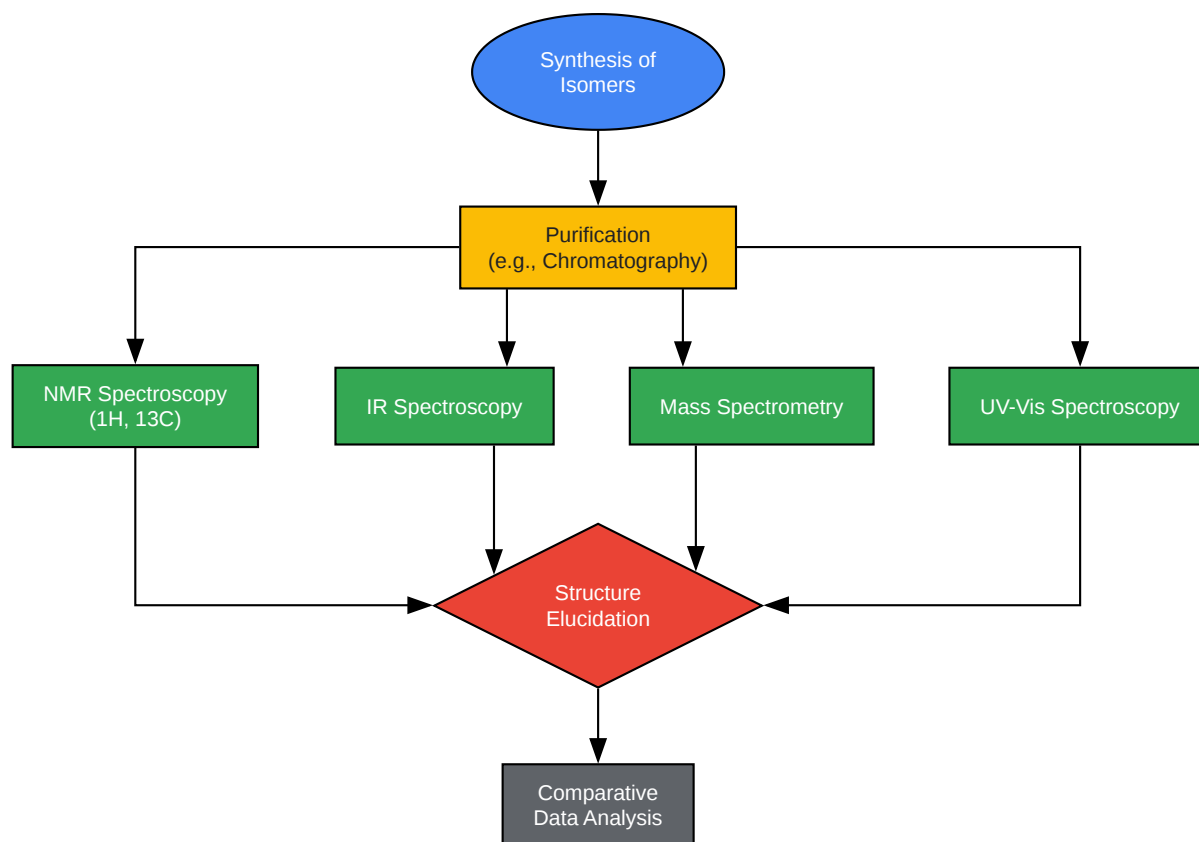 Synthesis of
Isomers
Purification
(e.g., Chromatography)
NMR Spectroscopy
(1H, 13C)
IR Spectroscopy
Mass Spectrometry
UV-Vis Spectroscopy
Structure
Elucidation
Comparative
Data Analysis